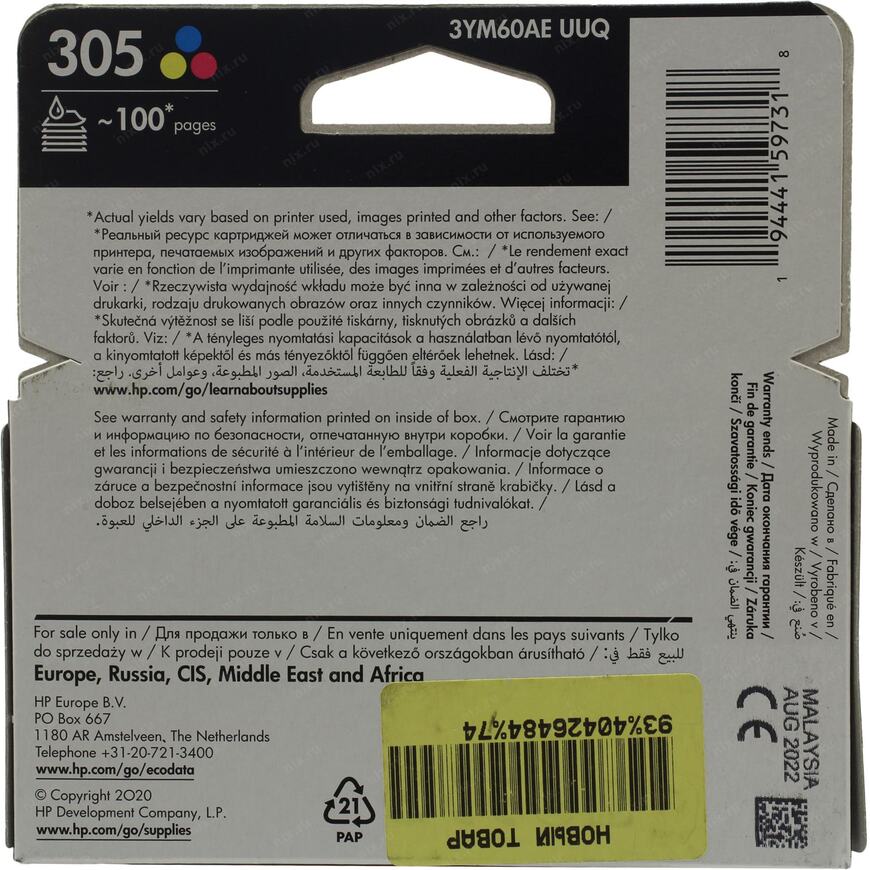 305
3YM60AE UUQ
~100* pages
8
1 94441 59731
*Actual yields vary based on printer used, images printed and other factors. See: /
*Реальный ресурс картриджей может отличаться в зависимости от используемого
принтера, печатаемых изображений и других факторов. См.: / *Le rendement exact
varie en fonction de l'imprimante utilisée, des images imprimées et d'autres facteurs.
Voir : / *Rzeczywista wydajność wkładu może być inna w zależności od używanej
drukarki, rodzaju drukowanych obrazów oraz innych czynników. Więcej informacji: /
*Skutečná výtěžnost se liší podle použité tiskárny, tisknutých obrázků a dalších
faktorů. Viz: / *A tényleges nyomtatási kapacitások a használatban lévő nyomtatótól,
a kinyomtatott képektől és más tényezőktől függően eltérőek lehetnek. Lásd: /
*تختلف الإنتاجية الفعلية وفقاً للطابعة المستخدمة، الصور المطبوعة، وعوامل أخرى. راجع:
www.hp.com/go/learnaboutsupplies
See warranty and safety information printed on inside of box. / Смотрите гарантию
и информацию по безопасности, отпечатанную внутри коробки. / Voir la garantie
et les informations de sécurité à l'intérieur de l'emballage. / Informacje dotyczące
gwarancji i bezpieczeństwa umieszczono wewnątrz opakowania. / Informace o
záruce a bezpečnostní informace jsou vytištěny na vnitřní straně krabičky. / Lásd a
doboz belsejében a nyomtatott garanciális és biztonsági tudnivalókat. /
راجع الضمان ومعلومات السلامة المطبوعة على الجزء الداخلي للعبوة.
Warranty ends / Дата окончания гарантии /
Fin de garantie / Koniec gwarancji / Záruka
končí / Szavatossági idő vége / ينتهي الضمان في:
Made in / Сделано в / Fabriqué en /
Wyprodukowano w / Vyrobeno v /
Készült / صُنع في:
MALAYSIA
AUG 2022
CE
For sale only in / Для продажи только в / En vente uniquement dans les pays suivants / Tylko
do sprzedaży w / K prodeji pouze v / Csak a következő országokban árusítható / للبيع فقط في:
Europe, Russia, CIS, Middle East and Africa
HP Europe B.V.
PO Box 667
1180 AR Amstelveen, The Netherlands
Telephone +31-20-721-3400
www.hp.com/go/ecodata
© Copyright 2020
HP Development Company, L.P.
www.hp.com/go/supplies
21
PAP
93%40426484%74
НОВЫЙ ТОВАР
nix.ru